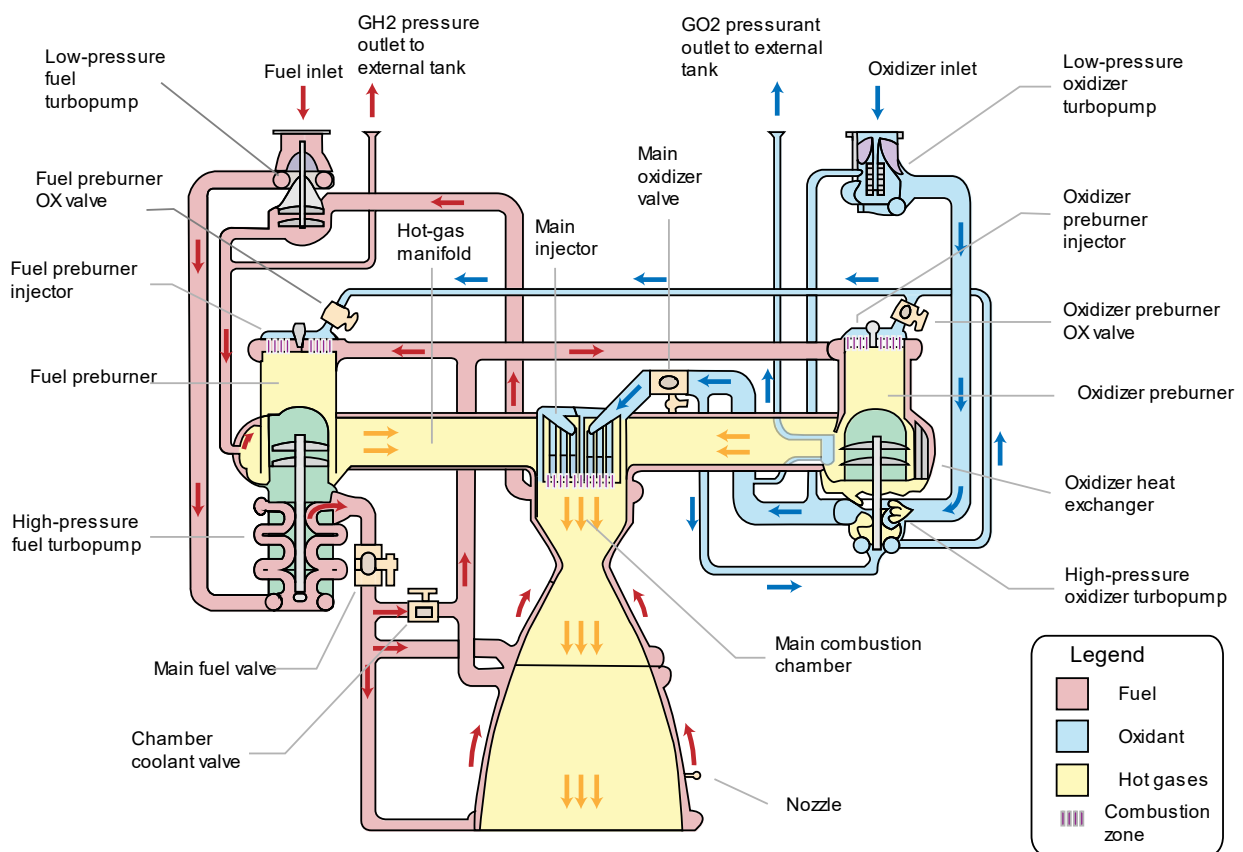 GH2 pressure
outlet to
external tank
GO2 pressurant
outlet to external
tank
Low-pressure
fuel
turbopump
Fuel inlet
Oxidizer inlet
Low-pressure
oxidizer
turbopump
Main
oxidizer
valve
Fuel preburner
OX valve
Oxidizer
preburner
injector
Hot-gas
manifold
Main
injector
Fuel preburner
injector
Oxidizer preburner
OX valve
Fuel preburner
Oxidizer preburner
Oxidizer heat
exchanger
High-pressure
fuel turbopump
High-pressure
oxidizer turbopump
Main fuel valve
Main combustion
chamber
Chamber
coolant valve
Nozzle
Legend
Fuel
Oxidant
Hot gases
Combustion
zone